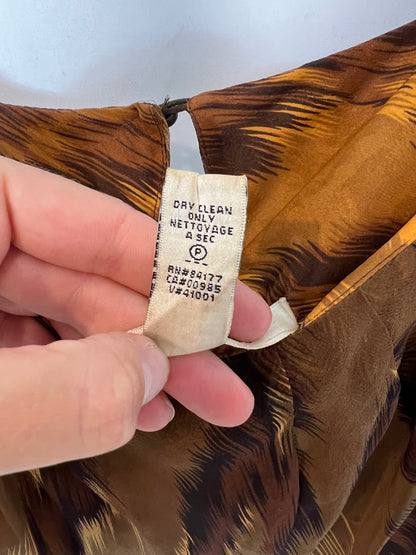 DRY CLEAN
ONLY
NETTOYAGE
A SEC
P
RN#84177
CA#00985
V#41001